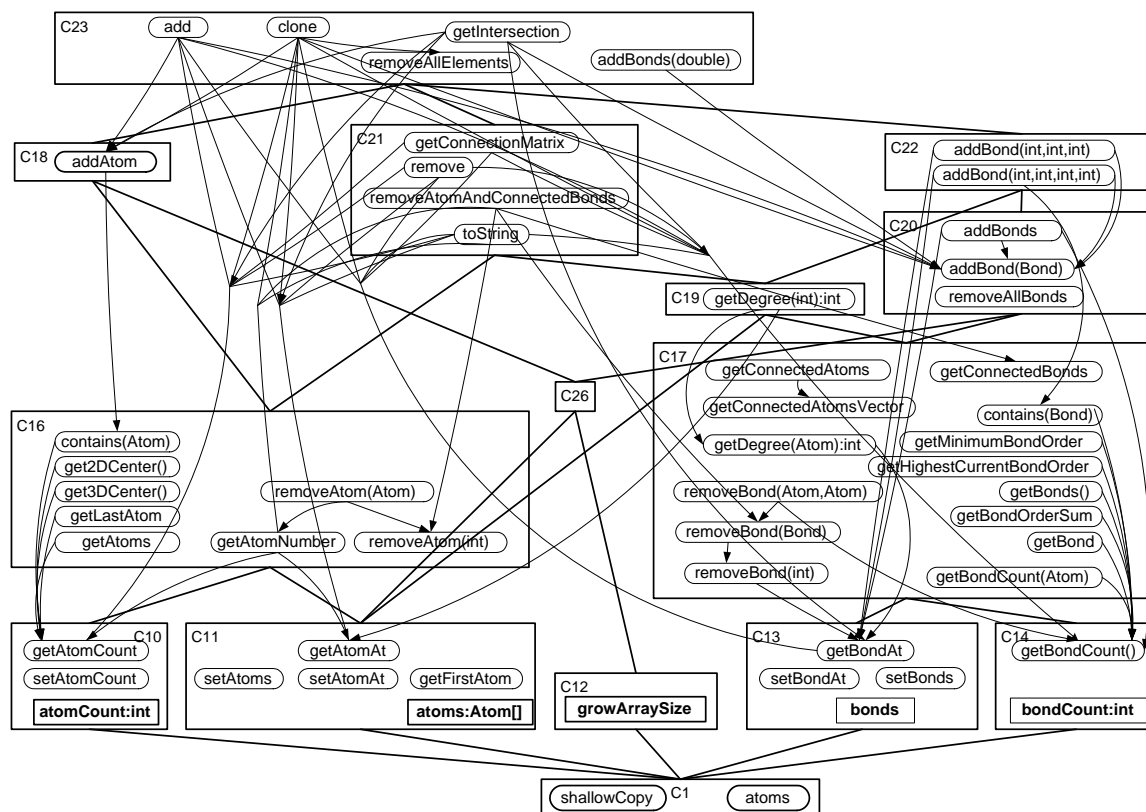 C23
add
clone
getIntersection
removeAllElements
addBonds(double)
C18
addAtom
C21
getConnectionMatrix
remove
removeAtomAndConnectedBonds
toString
C22
addBond(int,int,int)
addBond(int,int,int,int)
C20
addBonds
addBond(Bond)
removeAllBonds
C19
getDegree(int):int
C17
getConnectedAtoms
getConnectedBonds
getConnectedAtomsVector
contains(Bond)
getDegree(Atom):int
getMinimumBondOrder
getHighestCurrentBondOrder
removeBond(Atom,Atom)
getBonds()
getBondOrderSum
removeBond(Bond)
getBond
removeBond(int)
getBondCount(Atom)
C26
C16
contains(Atom)
get2DCenter()
get3DCenter()
removeAtom(Atom)
getLastAtom
getAtoms
getAtomNumber
removeAtom(int)
C10
getAtomCount
setAtomCount
atomCount:int
C11
getAtomAt
setAtoms
setAtomAt
getFirstAtom
atoms:Atom[]
C12
growArraySize
C13
getBondAt
setBondAt
setBonds
bonds
C14
getBondCount()
bondCount:int
shallowCopy
C1
atoms